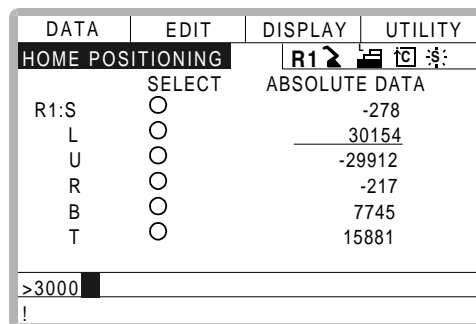 DATA EDIT DISPLAY UTILITY
HOME POSITIONING R1 C S
SELECT ABSOLUTE DATA
R1:S -278
L 30154
U -29912
R -217
B 7745
T 15881
>3000
!